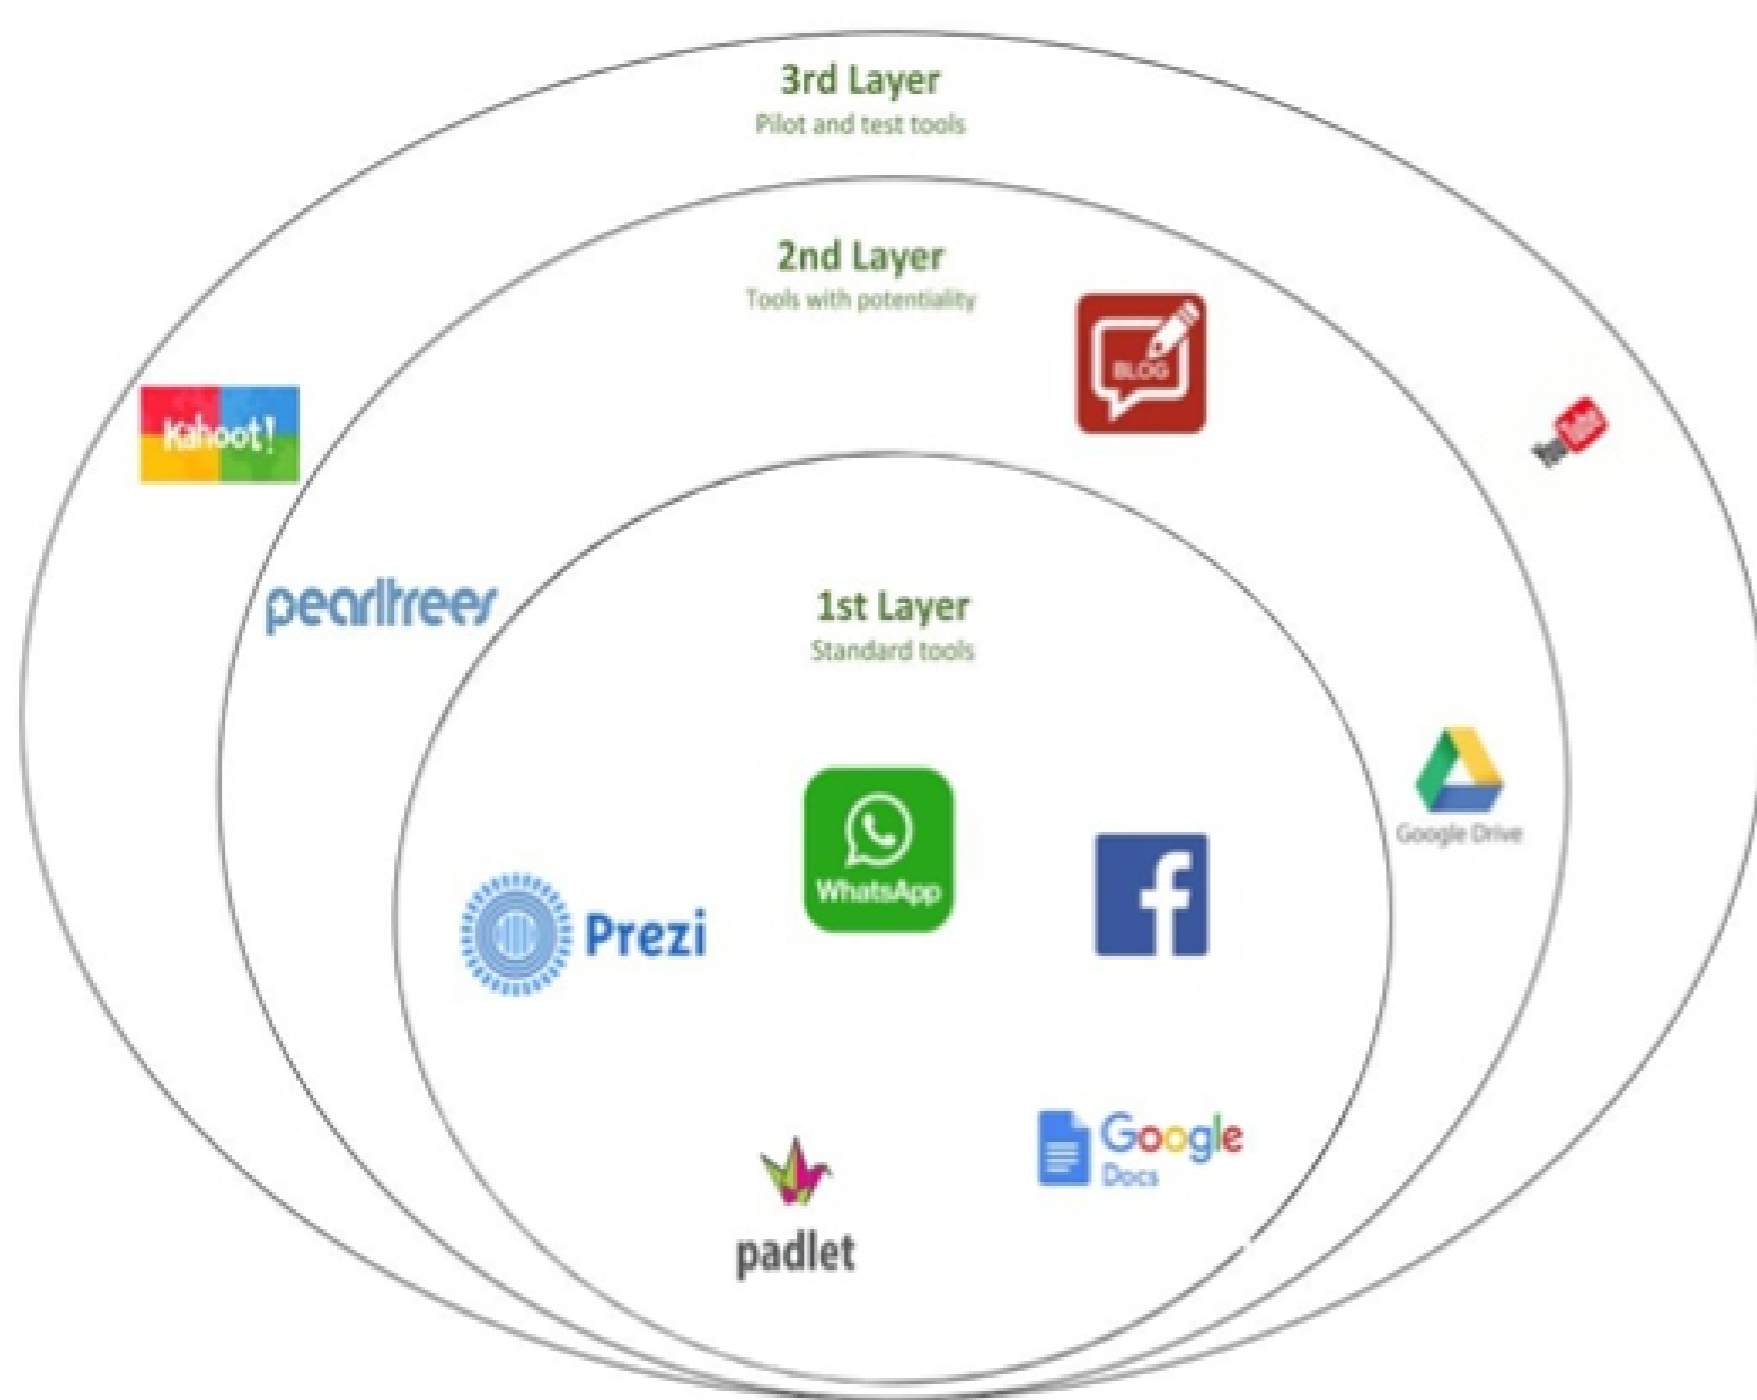 3rd Layer
Pilot and test tools
2nd Layer
Tools with potentiality
BLOG
Kahoot!
pearltrees
1st Layer
Standard tools
WhatsApp
Google Drive
Prezi
Google
Docs
padlet